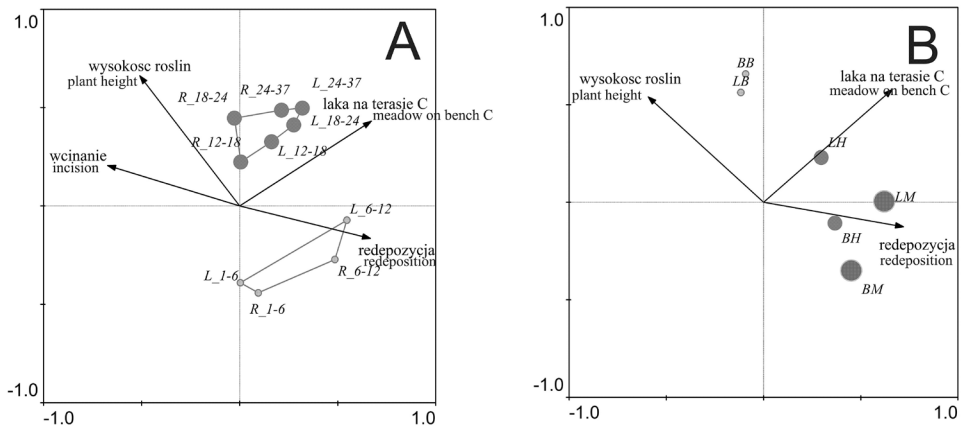 1.0
A
wysokosc roslin
plant height
R_18-24
R_24-37
L_24-37
laka na terasie C
meadow on bench C
L_18-24
R_12-18
L_12-18
wcinanie
incision
L_6-12
redepozycja
redeposition
L_1-6
R_6-12
R_1-6
-1.0
-1.0
1.0
1.0
B
BB
LB
wysokosc roslin
plant height
laka na terasie C
meadow on bench C
LH
LM
BH
redepozycja
redeposition
BM
-1.0
-1.0
1.0